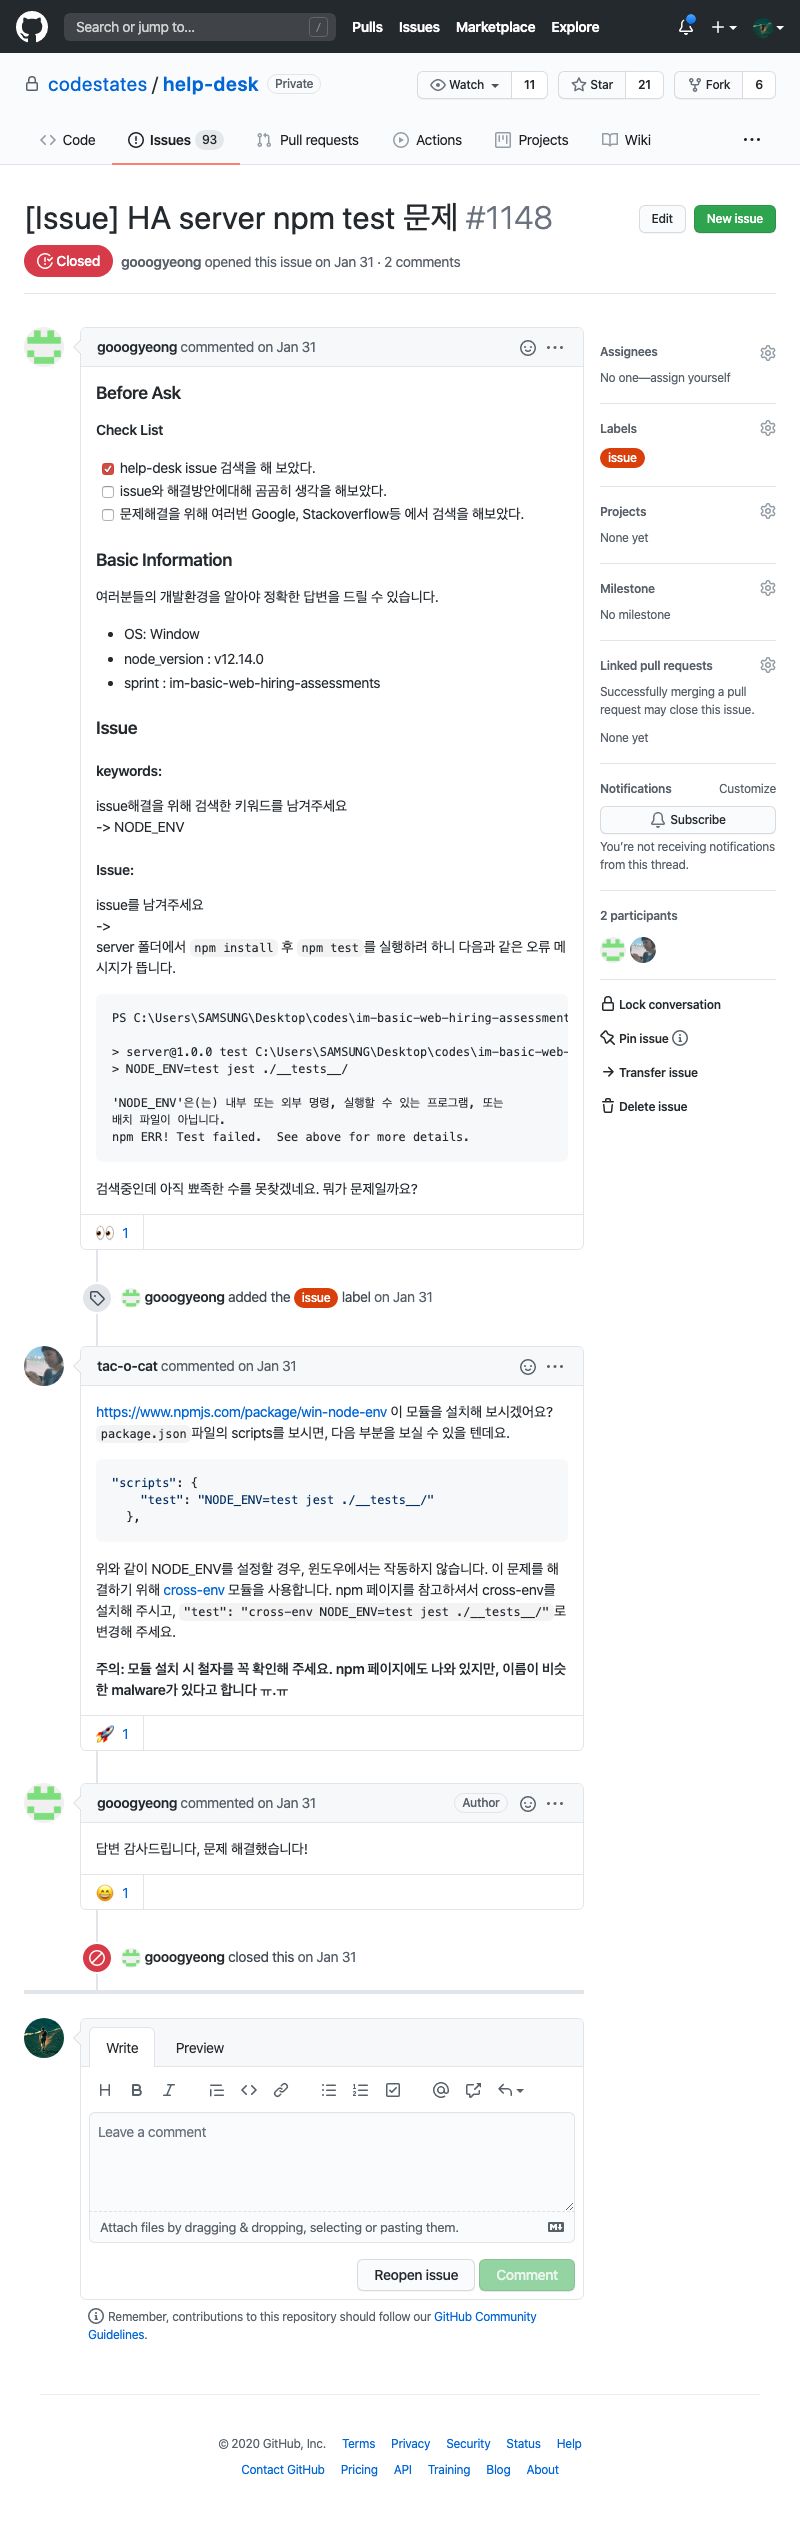 Search or jump to... /
Pulls Issues Marketplace Explore
codestates / help-desk Private
Watch 11 Star 21 Fork 6
Code Issues 93 Pull requests Actions Projects Wiki ...
[Issue] HA server npm test 문제 #1148
Edit New issue
Closed gooogyeong opened this issue on Jan 31 · 2 comments
gooogyeong commented on Jan 31
Before Ask
Check List
help-desk issue 검색을 해 보았다.
issue와 해결방안에대해 곰곰히 생각을 해보았다.
문제해결을 위해 여러번 Google, Stackoverflow등 에서 검색을 해보았다.
Basic Information
여러분들의 개발환경을 알아야 정확한 답변을 드릴 수 있습니다.
• OS: Window
• node_version : v12.14.0
• sprint : im-basic-web-hiring-assessments
Issue
keywords:
issue해결을 위해 검색한 키워드를 남겨주세요
-> NODE_ENV
Issue:
issue를 남겨주세요
->
server 폴더에서 npm install 후 npm test 를 실행하려 하니 다음과 같은 오류 메
시지가 뜹니다.
PS C:\Users\SAMSUNG\Desktop\codes\im-basic-web-hiring-assessment
> server@1.0.0 test C:\Users\SAMSUNG\Desktop\codes\im-basic-web-
> NODE_ENV=test jest ./__tests__/
'NODE_ENV'은(는) 내부 또는 외부 명령, 실행할 수 있는 프로그램, 또는
배치 파일이 아닙니다.
npm ERR! Test failed.  See above for more details.
검색중인데 아직 뾰족한 수를 못찾겠네요. 뭐가 문제일까요?
👀 1
gooogyeong added the issue label on Jan 31
tac-o-cat commented on Jan 31
https://www.npmjs.com/package/win-node-env 이 모듈을 설치해 보시겠어요?
package.json 파일의 scripts를 보시면, 다음 부분을 보실 수 있을 텐데요.
"scripts": {
"test": "NODE_ENV=test jest ./__tests__/"
},
위와 같이 NODE_ENV를 설정할 경우, 윈도우에서는 작동하지 않습니다. 이 문제를 해
결하기 위해 cross-env 모듈을 사용합니다. npm 페이지를 참고하셔서 cross-env를
설치해 주시고, "test": "cross-env NODE_ENV=test jest ./__tests__/" 로
변경해 주세요.
주의: 모듈 설치 시 철자를 꼭 확인해 주세요. npm 페이지에도 나와 있지만, 이름이 비슷
한 malware가 있다고 합니다 ㅠ.ㅠ
🚀 1
gooogyeong commented on Jan 31 Author
답변 감사드립니다, 문제 해결했습니다!
😄 1
gooogyeong closed this on Jan 31
Write Preview
Leave a comment
Attach files by dragging & dropping, selecting or pasting them.
Reopen issue Comment
Remember, contributions to this repository should follow our GitHub Community
Guidelines.
Assignees
No one—assign yourself
Labels
issue
Projects
None yet
Milestone
No milestone
Linked pull requests
Successfully merging a pull
request may close this issue.
None yet
Notifications Customize
Subscribe
You're not receiving notifications
from this thread.
2 participants
Lock conversation
Pin issue
Transfer issue
Delete issue
© 2020 GitHub, Inc. Terms Privacy Security Status Help
Contact GitHub Pricing API Training Blog About